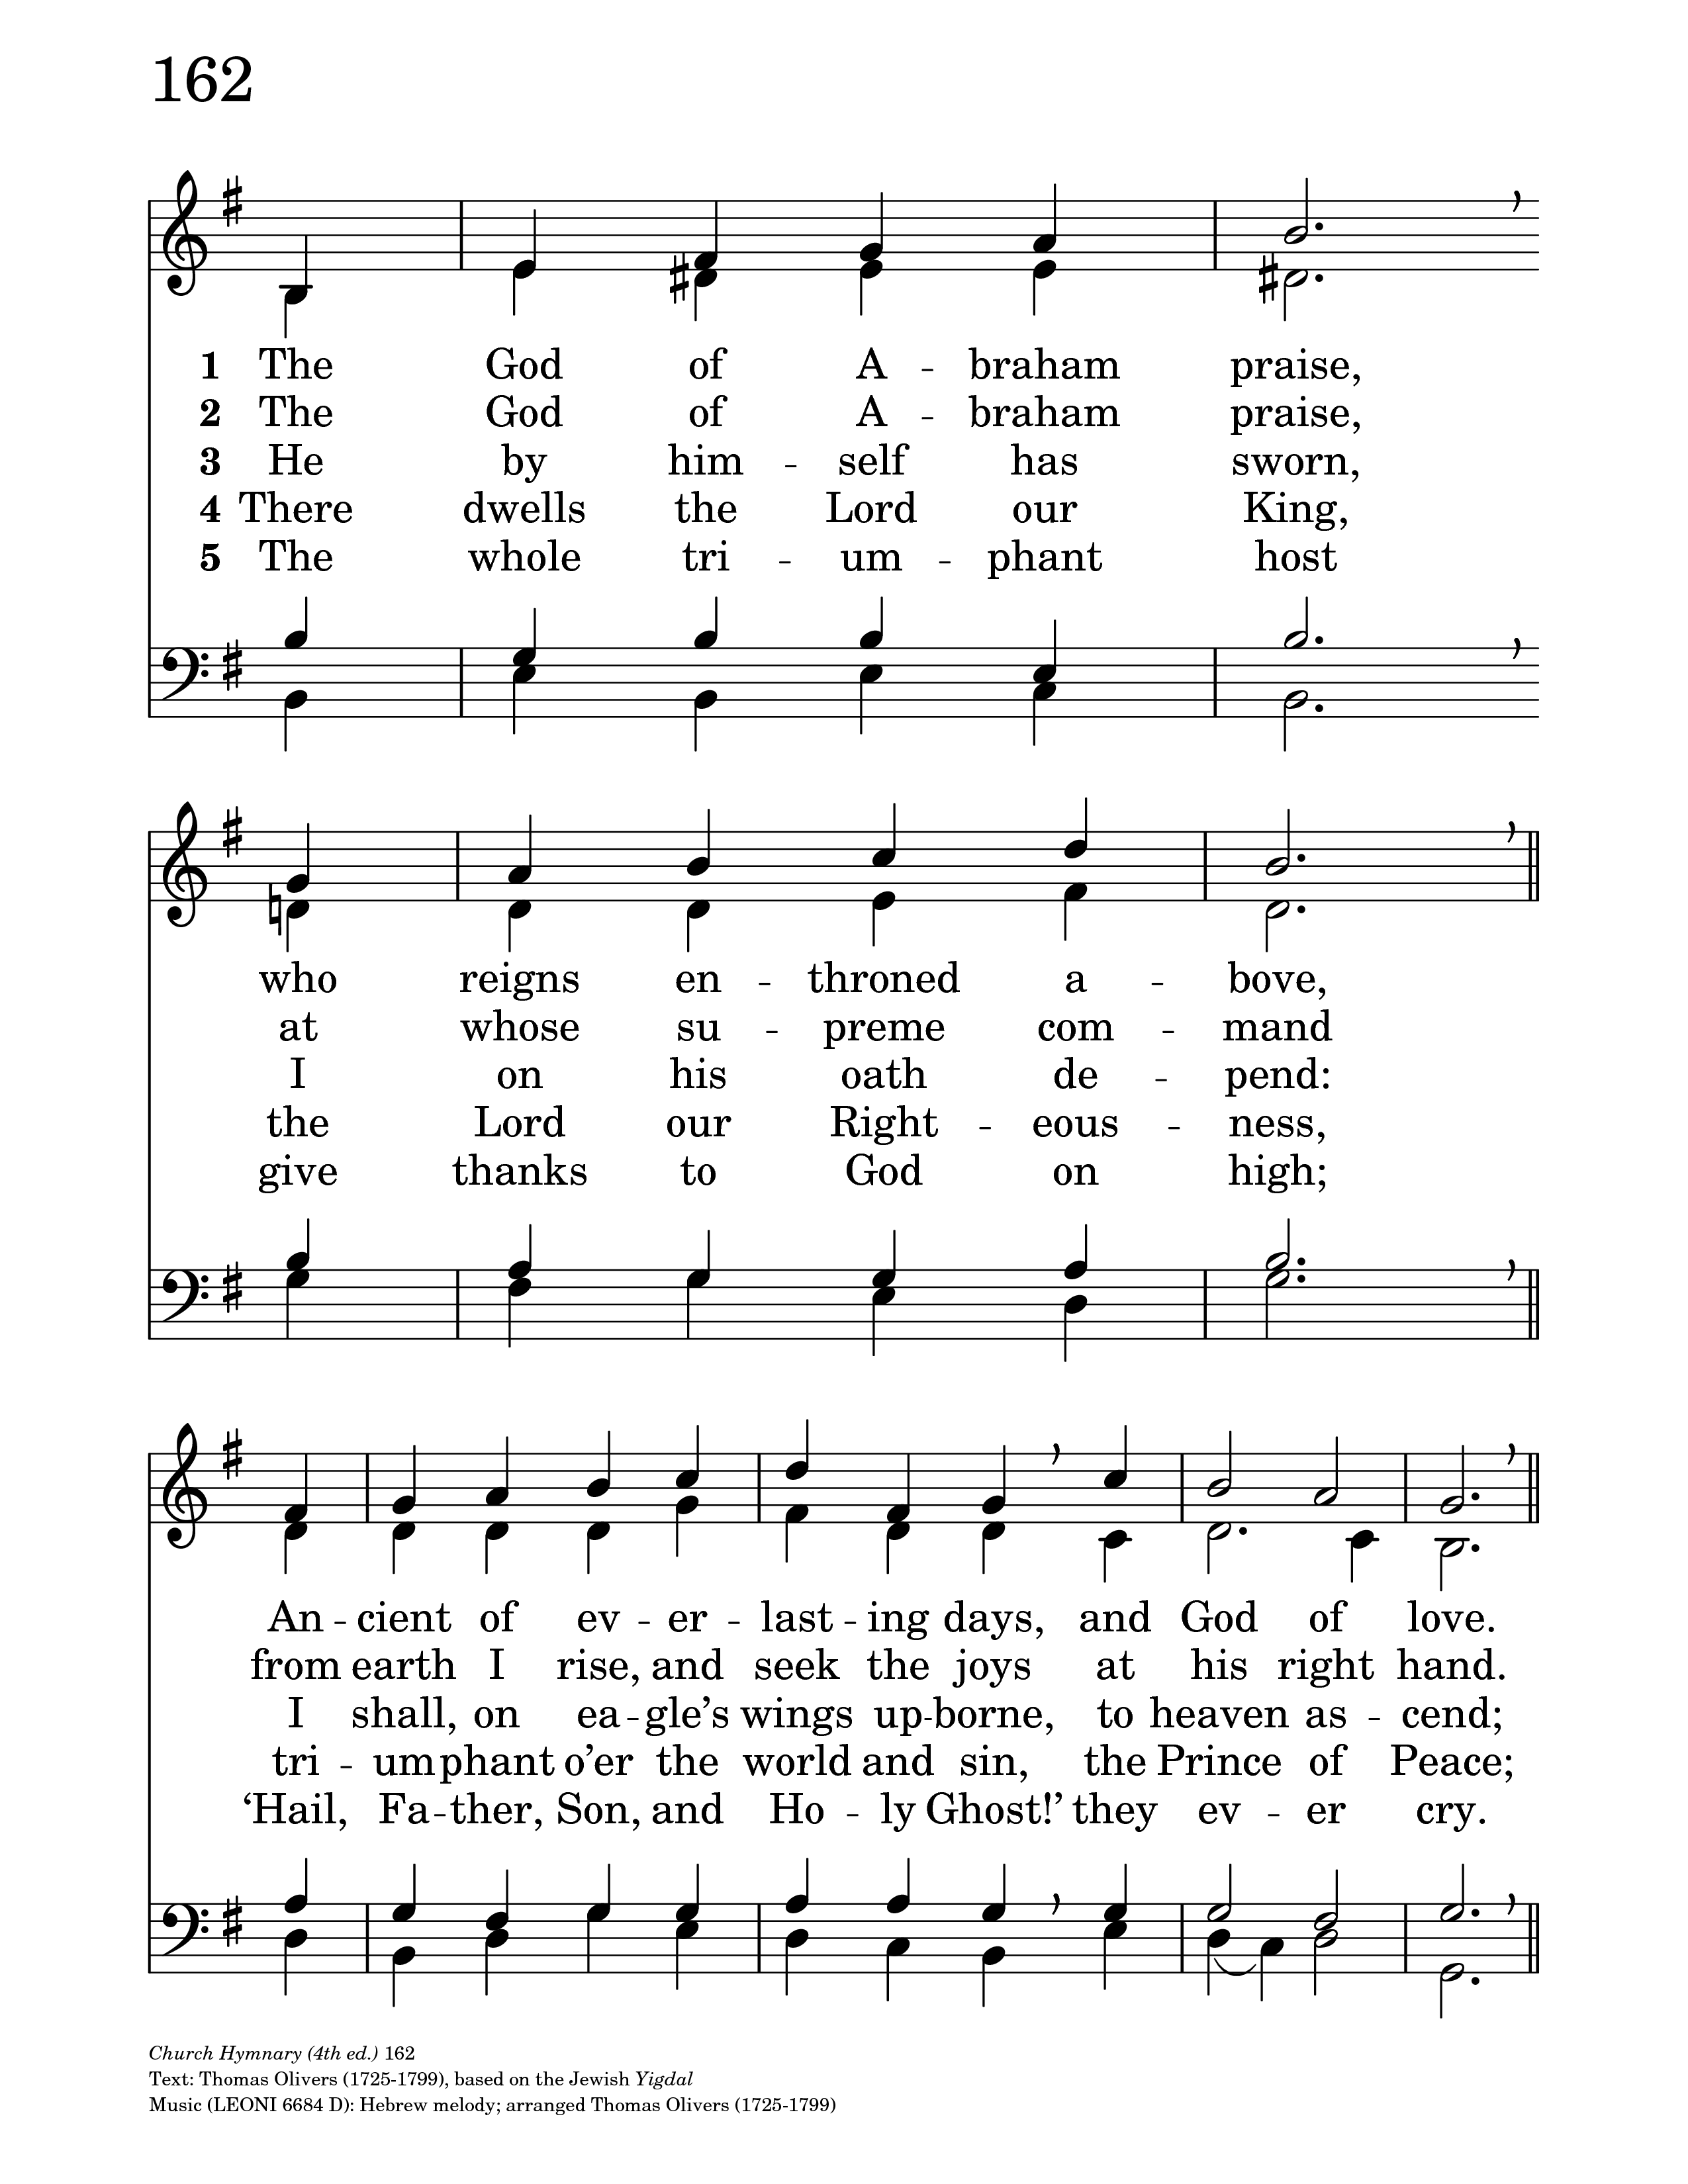 162
1 The God of A - braham praise,
2 The God of A - braham praise,
3 He by him - self has sworn,
4 There dwells the Lord our King,
5 The whole tri - um - phant host
who reigns en - throned a - bove,
at whose su - preme com - mand
I on his oath de - pend:
the Lord our Right - eous - ness,
give thanks to God on high;
An - cient of ev - er - last - ing days, and God of love.
from earth I rise, and seek the joys at his right hand.
I shall, on ea - gle’s wings up - borne, to heaven as - cend;
tri - umphant o’er the world and sin, the Prince of Peace;
‘Hail, Fa - ther, Son, and Ho - ly Ghost!’ they ev - er cry.
Church Hymnary (4th ed.) 162
Text: Thomas Olivers (1725-1799), based on the Jewish Yigdal
Music (LEONI 6684 D): Hebrew melody; arranged Thomas Olivers (1725-1799)